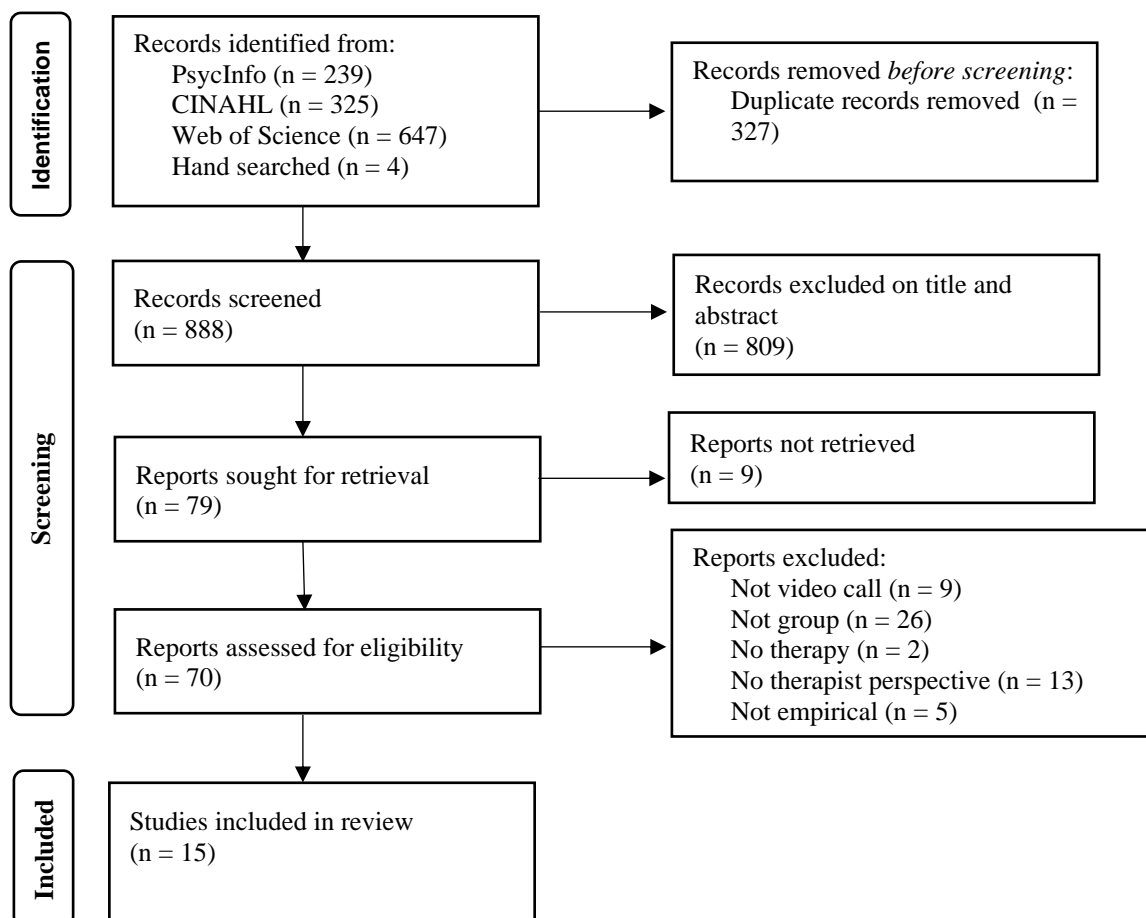 Identification
Records identified from:
PsycInfo (n = 239)
CINAHL (n = 325)
Web of Science (n = 647)
Hand searched (n = 4)
Records removed before screening:
Duplicate records removed  (n =
327)
Screening
Records screened
(n = 888)
Records excluded on title and
abstract
(n = 809)
Reports sought for retrieval
(n = 79)
Reports not retrieved
(n = 9)
Reports assessed for eligibility
(n = 70)
Reports excluded:
Not video call (n = 9)
Not group (n = 26)
No therapy (n = 2)
No therapist perspective (n = 13)
Not empirical (n = 5)
Included
Studies included in review
(n = 15)